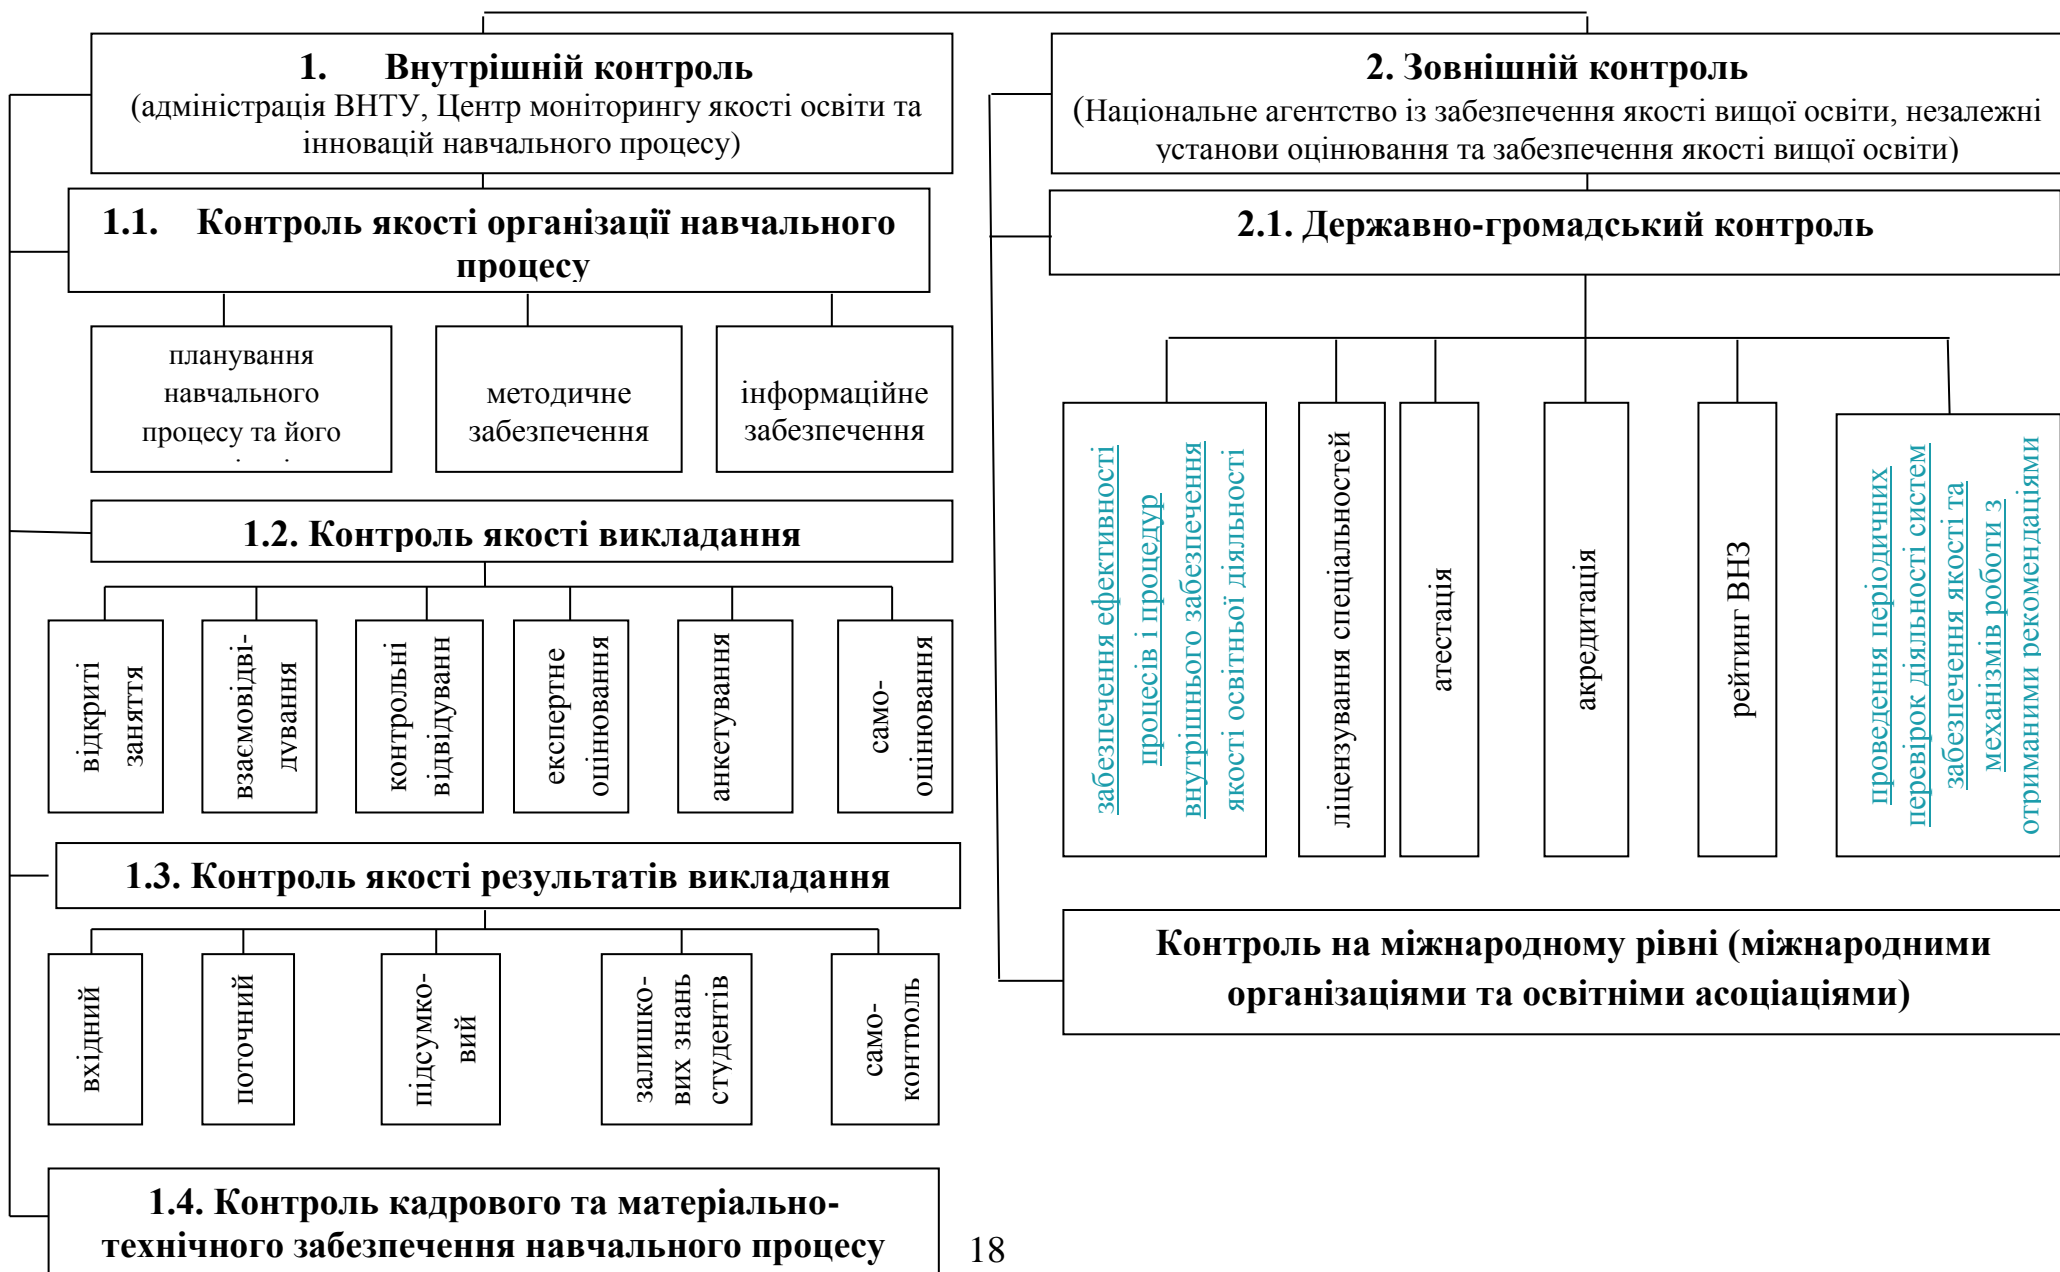 1. Внутрішній контроль
(адміністрація ВНТУ, Центр моніторингу якості освіти та
інновацій навчального процесу)
1.1. Контроль якості організації навчального
процесу
планування
навчального
процесу та його
методичне
забезпечення
інформаційне
забезпечення
1.2. Контроль якості викладання
відкриті
заняття
взаємовідві-
дування
контрольні
відвідуванн
експертне
оцінювання
анкетування
само-
оцінювання
1.3. Контроль якості результатів викладання
вхідний
поточний
підсумко-
вий
залишко-
вих знань
студентів
само-
контроль
1.4. Контроль кадрового та матеріально-
технічного забезпечення навчального процесу
2. Зовнішній контроль
(Національне агентство із забезпечення якості вищої освіти, незалежні
установи оцінювання та забезпечення якості вищої освіти)
2.1. Державно-громадський контроль
забезпечення ефективності
процесів і процедур
внутрішнього забезпечення
якості освітньої діяльності
ліцензування спеціальностей
атестація
акредитація
рейтинг ВНЗ
проведення періодичних
перевірок діяльності систем
забезпечення якості та
механізмів роботи з
отриманими рекомендаціями
Контроль на міжнародному рівні (міжнародними
організаціями та освітніми асоціаціями)
18